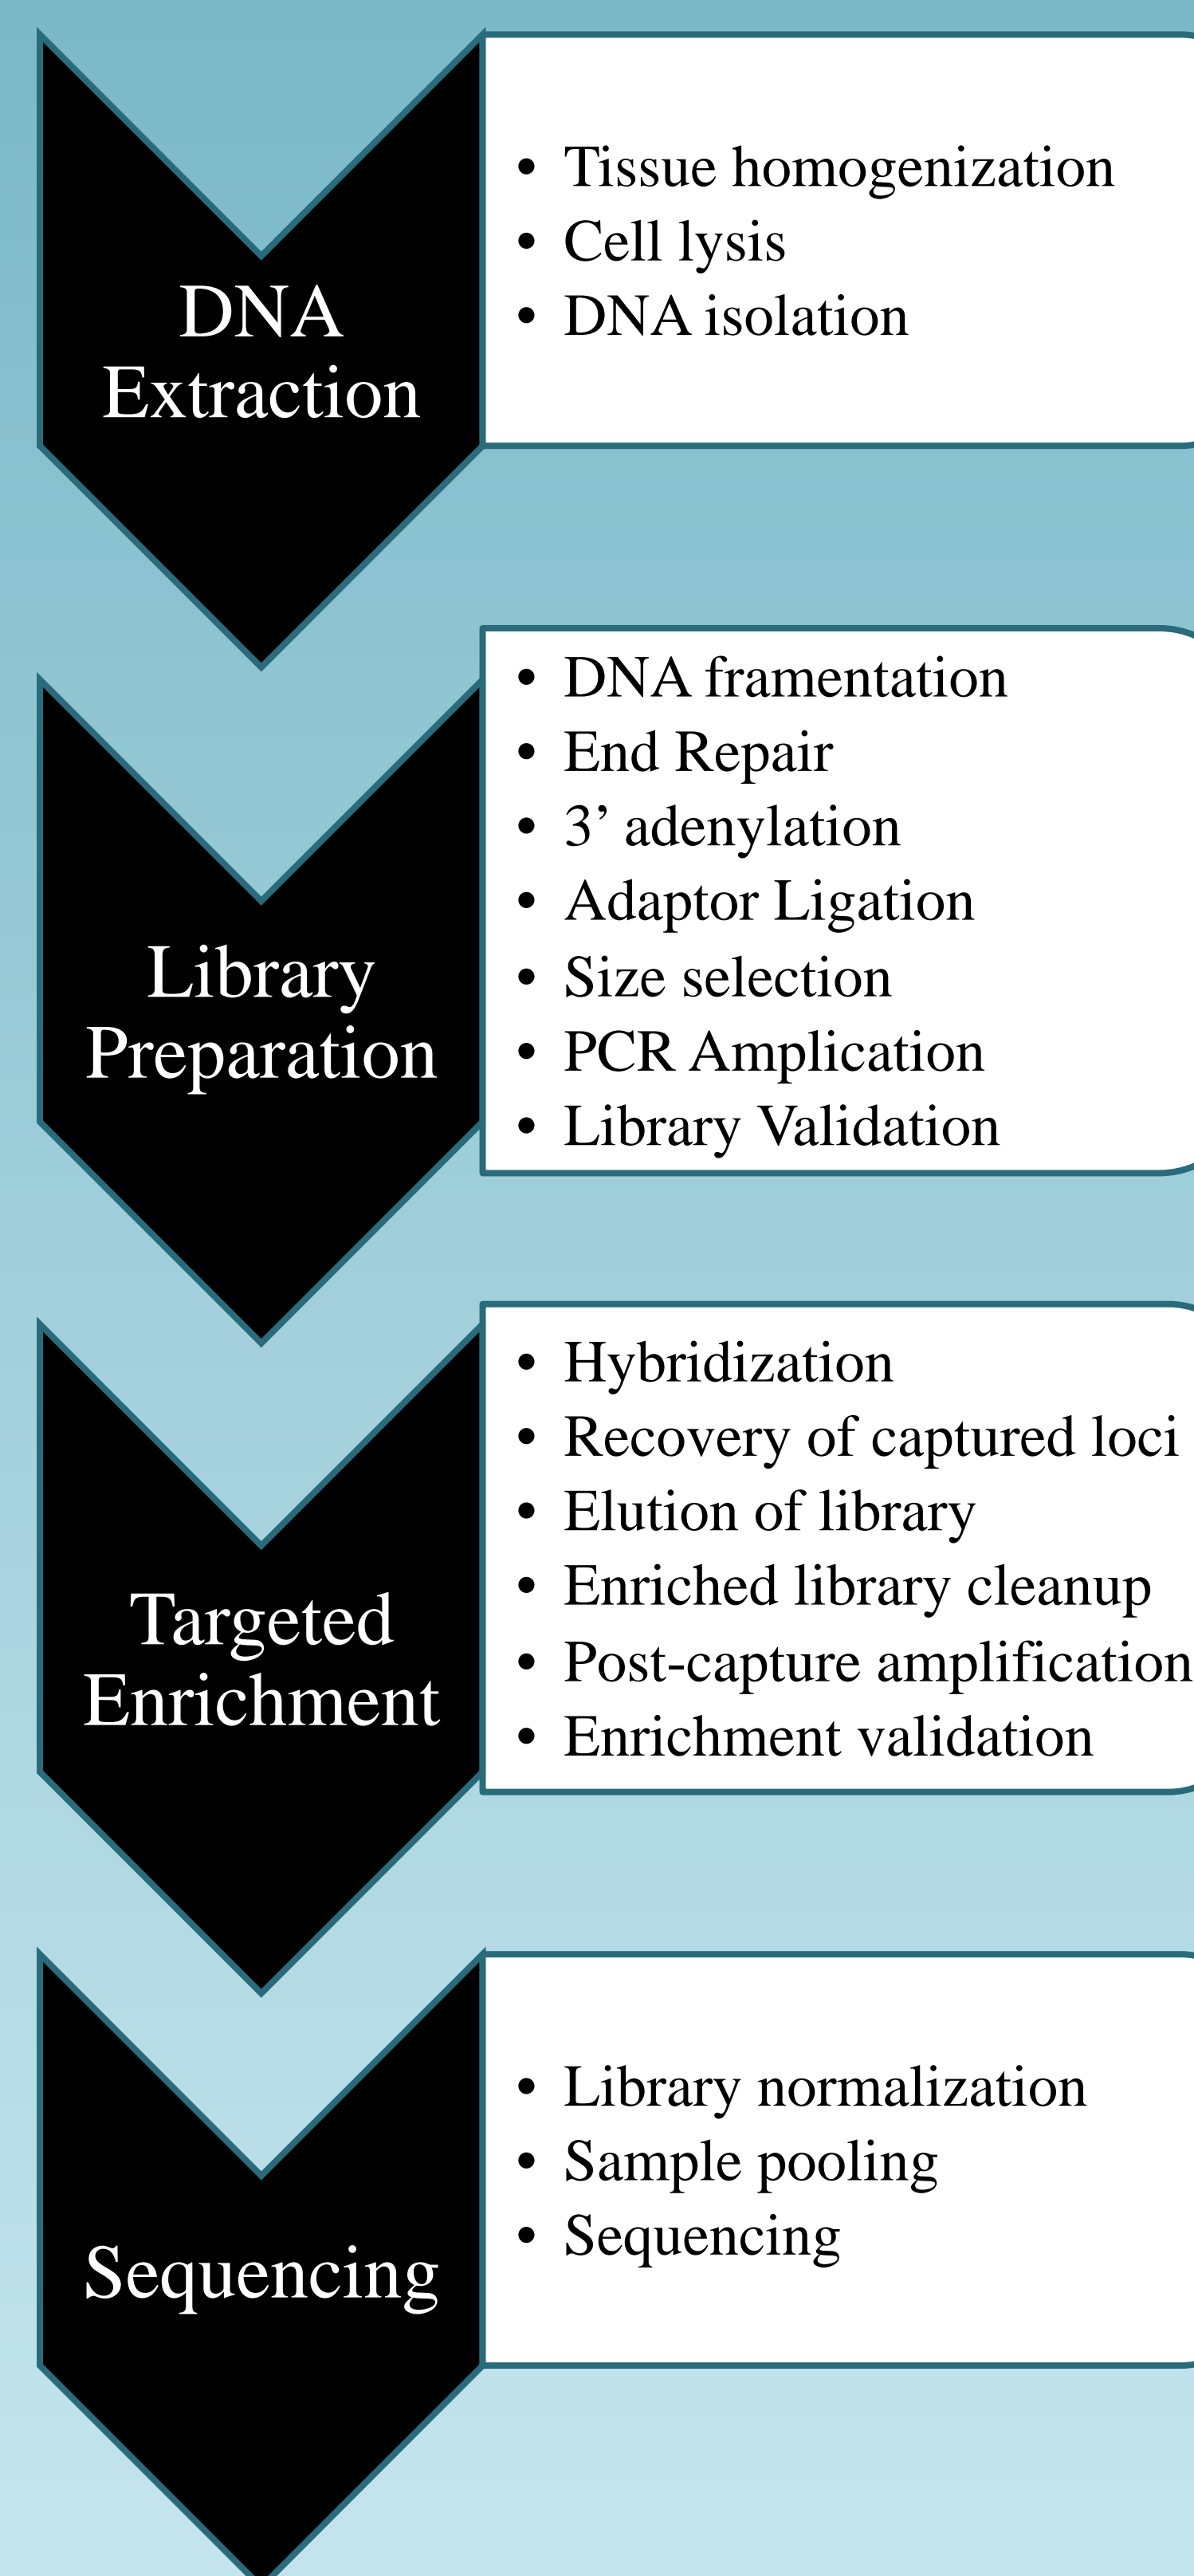 DNA
Extraction
• Tissue homogenization
• Cell lysis
• DNA isolation
Library
Preparation
• DNA framentation
• End Repair
• 3’ adenylation
• Adaptor Ligation
• Size selection
• PCR Amplication
• Library Validation
Targeted
Enrichment
• Hybridization
• Recovery of captured loci
• Elution of library
• Enriched library cleanup
• Post-capture amplification
• Enrichment validation
Sequencing
• Library normalization
• Sample pooling
• Sequencing